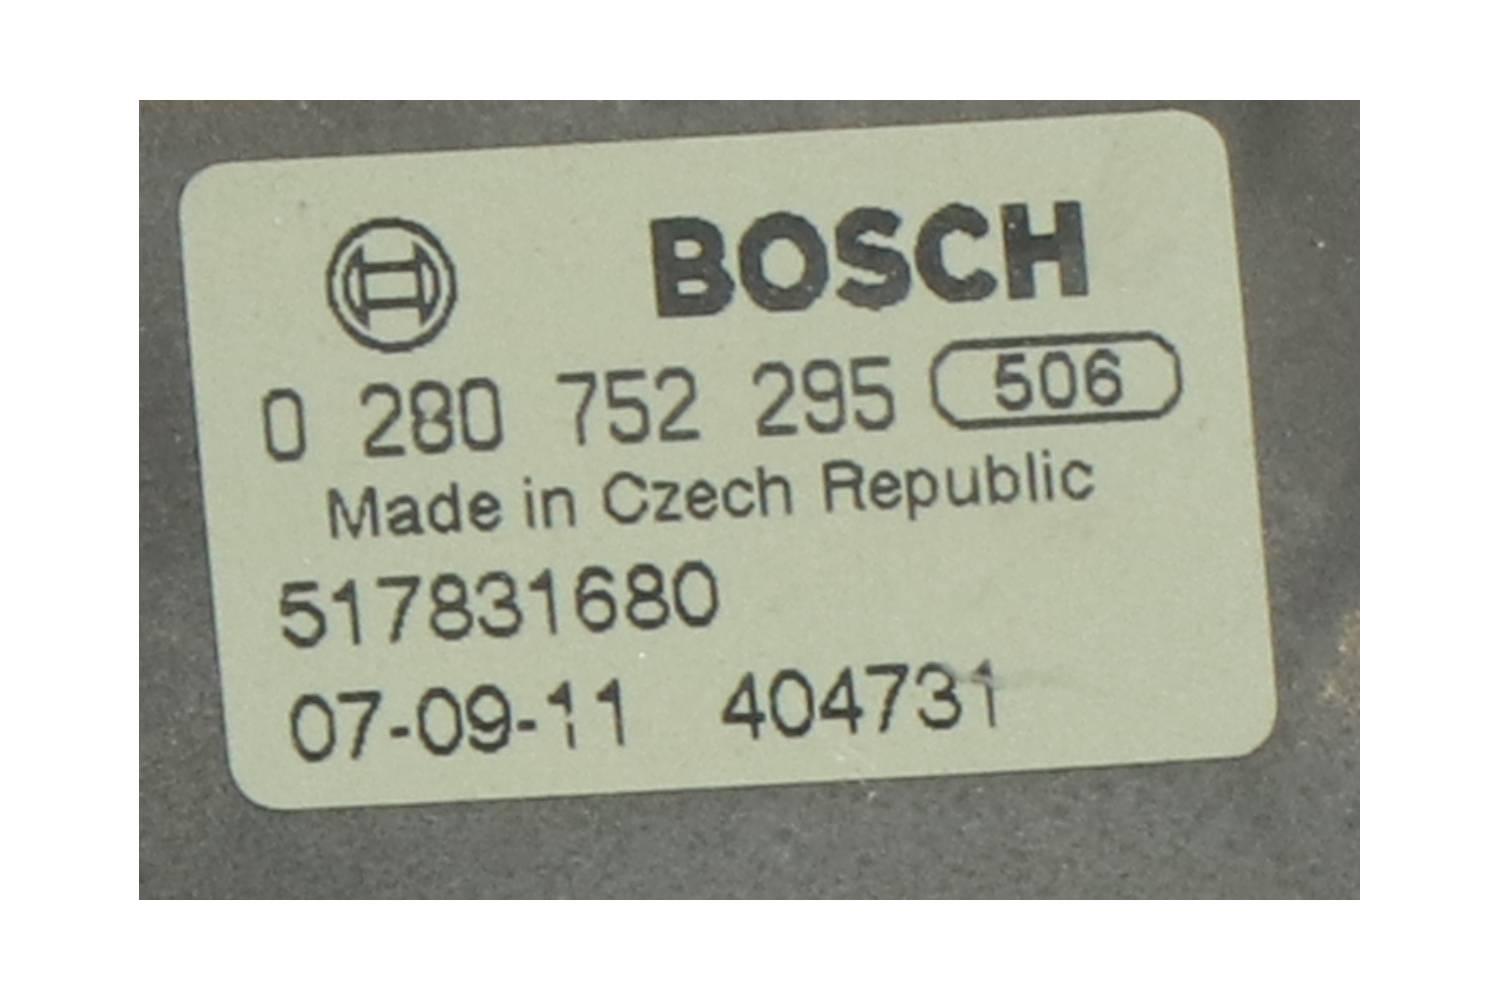 BOSCH
0 280 752 295 506
Made in Czech Republic
517831680
07-09-11 404731